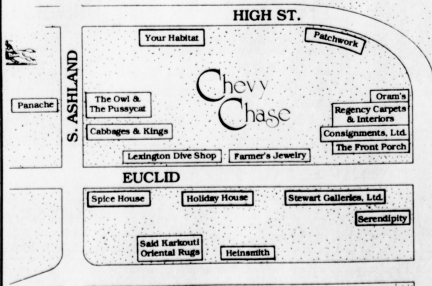 HIGH ST.
Your Habitat
Patchwork
S. ASHLAND
Chevy
Chase
Panache
The Owl &
The Pussycat
Cabbages & Kings
Oram's
Regency Carpets
& Interiors
Consignments, Ltd.
The Front Porch
Lexington Dive Shop
Farmer's Jewelry
EUCLID
Spice House
Holiday House
Stewart Galleries, Ltd.
Serendipity
Said Karkouti
Oriental Rugs
Heinsmith